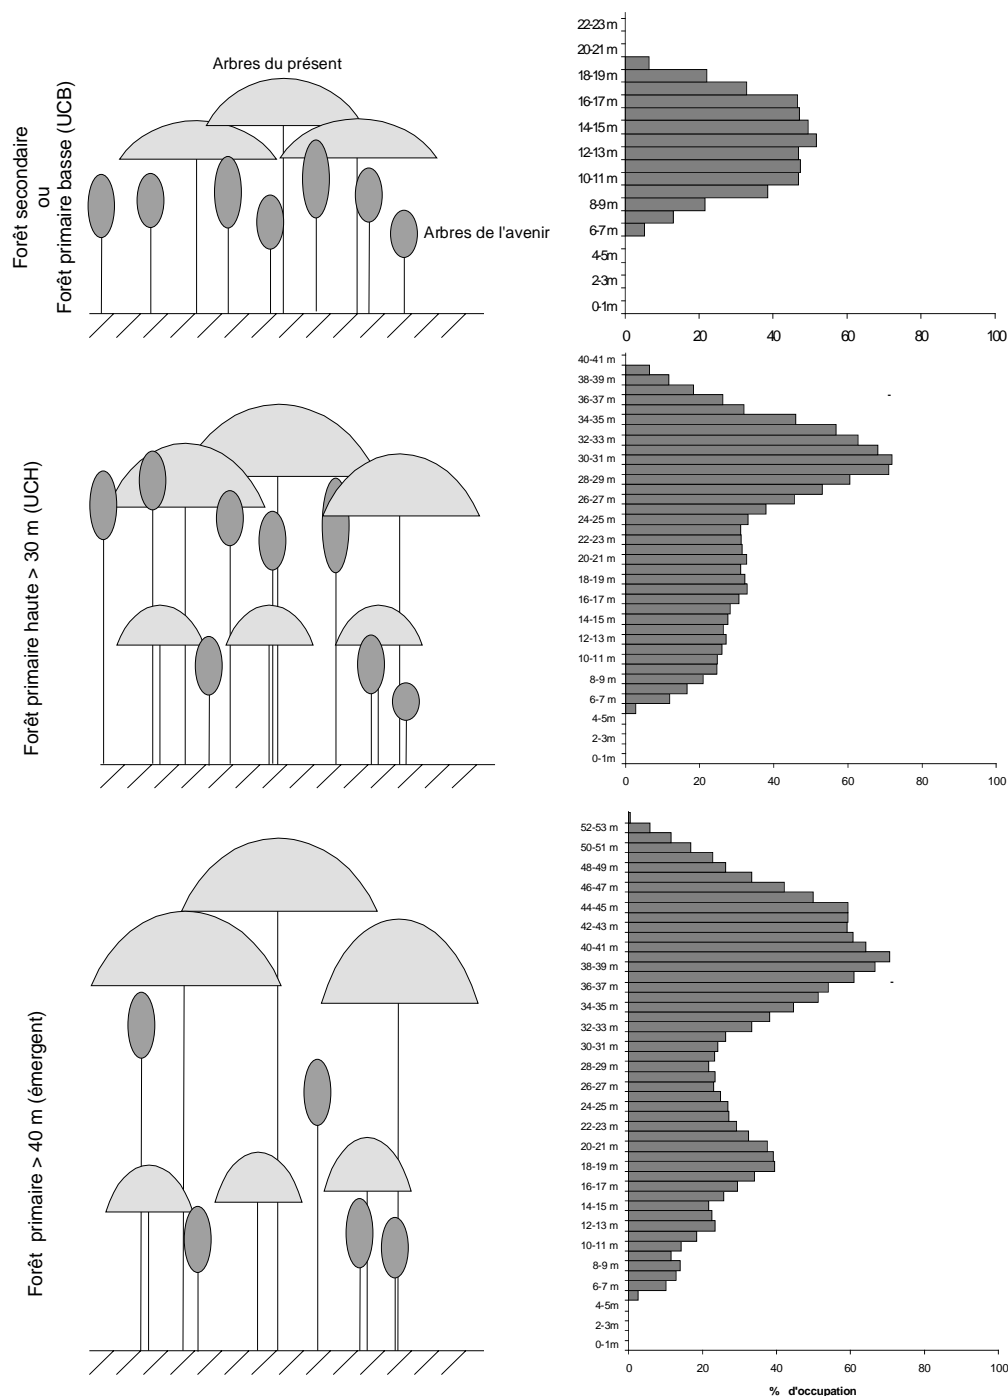 Forêt secondaire
ou
Forêt primaire basse (UCB)
Arbres du présent
Arbres de l'avenir
22-23 m
20-21 m
18-19 m
16-17 m
14-15 m
12-13 m
10-11 m
8-9 m
6-7 m
4-5m
2-3m
0-1m
0 20 40 60 80 100
Forêt primaire haute > 30 m (UCH)
40-41 m
38-39 m
36-37 m
34-35 m
32-33 m
30-31 m
28-29 m
26-27 m
24-25 m
22-23 m
20-21 m
18-19 m
16-17 m
14-15 m
12-13 m
10-11 m
8-9 m
6-7 m
4-5m
2-3m
0-1m
0 20 40 60 80 100
Forêt primaire > 40 m (émergent)
52-53 m
50-51 m
48-49 m
46-47 m
44-45 m
42-43 m
40-41 m
38-39 m
36-37 m
34-35 m
32-33 m
30-31 m
28-29 m
26-27 m
24-25 m
22-23 m
20-21 m
18-19 m
16-17 m
14-15 m
12-13 m
10-11 m
8-9 m
6-7 m
4-5m
2-3m
0-1m
0 20 40 60 80 100
% d'occupation